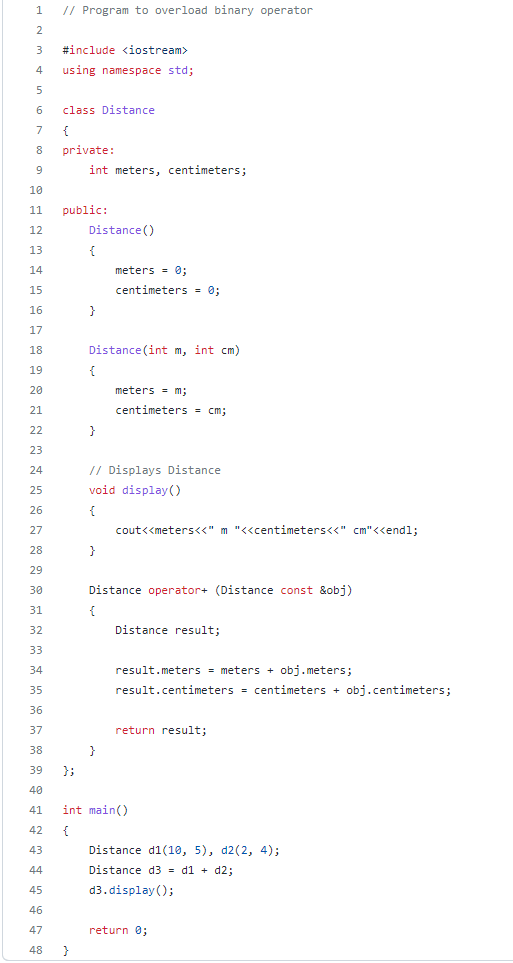 1 // Program to overload binary operator
2
3 #include <iostream>
4 using namespace std;
5
6 class Distance
7 {
8 private:
9     int meters, centimeters;
10
11 public:
12     Distance()
13     {
14         meters = 0;
15         centimeters = 0;
16     }
17
18     Distance(int m, int cm)
19     {
20         meters = m;
21         centimeters = cm;
22     }
23
24     // Displays Distance
25     void display()
26     {
27         cout<<meters<<" m "<<centimeters<<" cm"<<endl;
28     }
29
30     Distance operator+ (Distance const &obj)
31     {
32         Distance result;
33
34         result.meters = meters + obj.meters;
35         result.centimeters = centimeters + obj.centimeters;
36
37         return result;
38     }
39 };
40
41 int main()
42 {
43     Distance d1(10, 5), d2(2, 4);
44     Distance d3 = d1 + d2;
45     d3.display();
46
47     return 0;
48 }